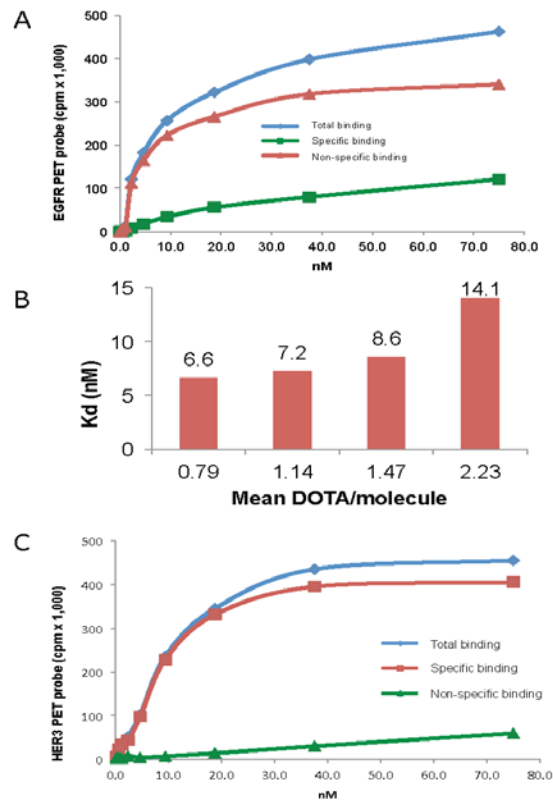 A
EGFR PET probe (cpm x 1,000)
500
400
300
200
100
0
Total binding
Specific binding
Non-specific binding
0.0 10.0 20.0 30.0 40.0 50.0 60.0 70.0 80.0
nM
B
Kd (nM)
15
10
5
0
6.6
7.2
8.6
14.1
0.79 1.14 1.47 2.23
Mean DOTA/molecule
C
HER3 PET probe (cpm x 1,000)
500
400
300
200
100
0
Total binding
Specific binding
Non-specific binding
0.0 10.0 20.0 30.0 40.0 50.0 60.0 70.0 80.0
nM